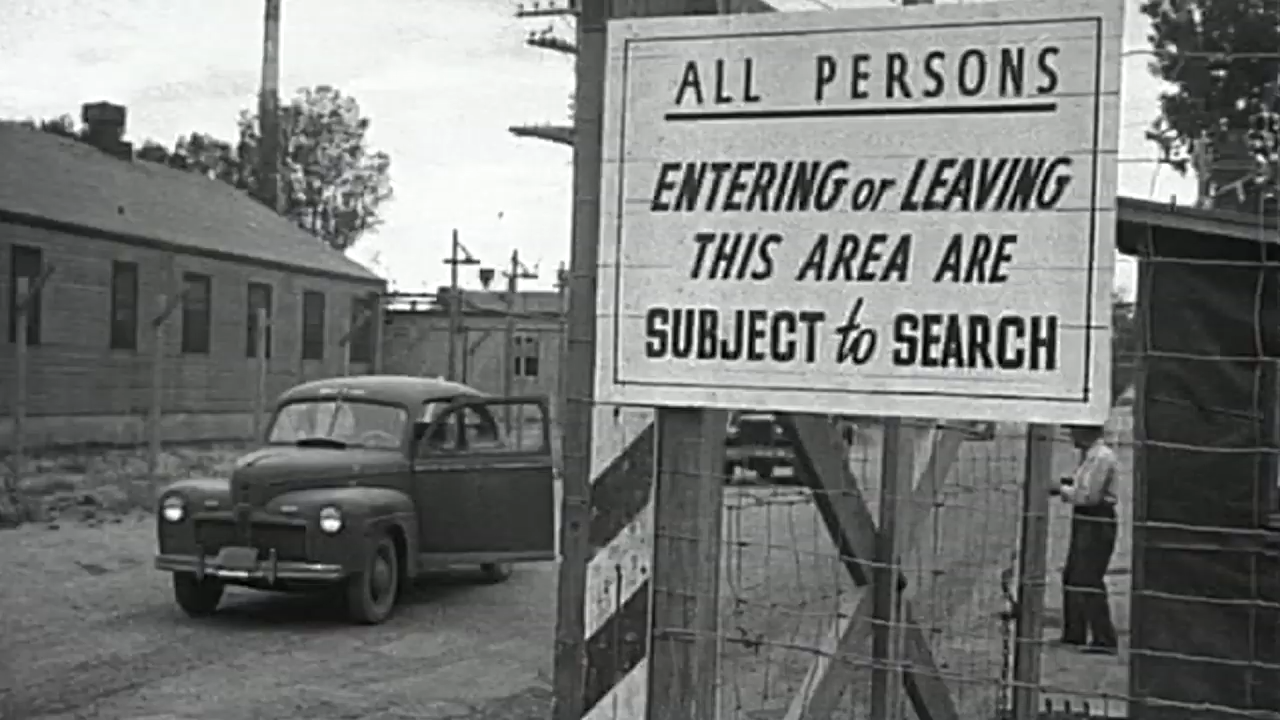 ALL PERSONS
ENTERING or LEAVING
THIS AREA ARE
SUBJECT to SEARCH